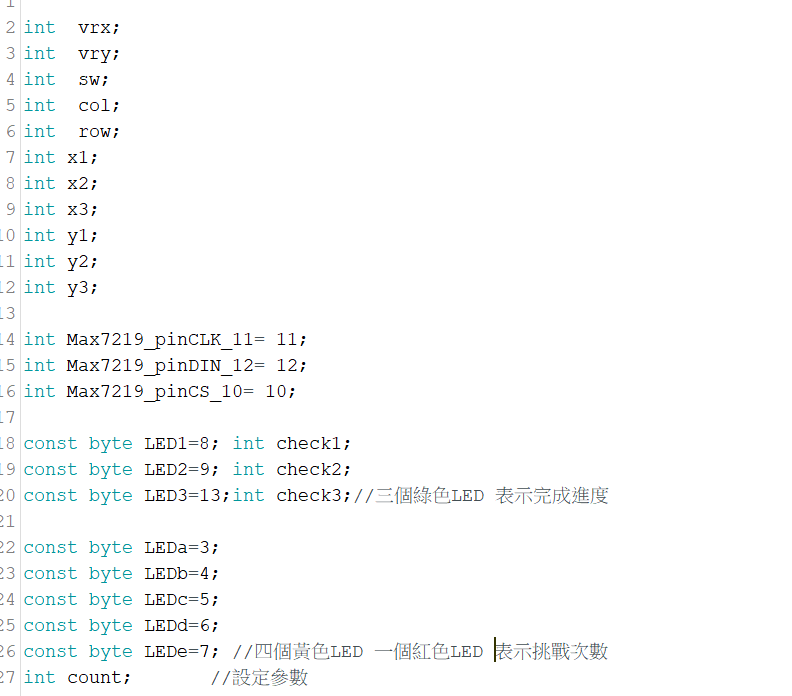 1
2 int  vrx;
3 int  vry;
4 int  sw;
5 int  col;
6 int  row;
7 int x1;
8 int x2;
9 int x3;
10 int y1;
11 int y2;
12 int y3;
13
14 int Max7219_pinCLK_11= 11;
15 int Max7219_pinDIN_12= 12;
16 int Max7219_pinCS_10= 10;
17
18 const byte LED1=8; int check1;
19 const byte LED2=9; int check2;
20 const byte LED3=13;int check3;//三個綠色LED 表示完成進度
21
22 const byte LEDa=3;
23 const byte LEDb=4;
24 const byte LEDc=5;
25 const byte LEDd=6;
26 const byte LEDe=7; //四個黃色LED 一個紅色LED 表示挑戰次數
27 int count;       //設定參數